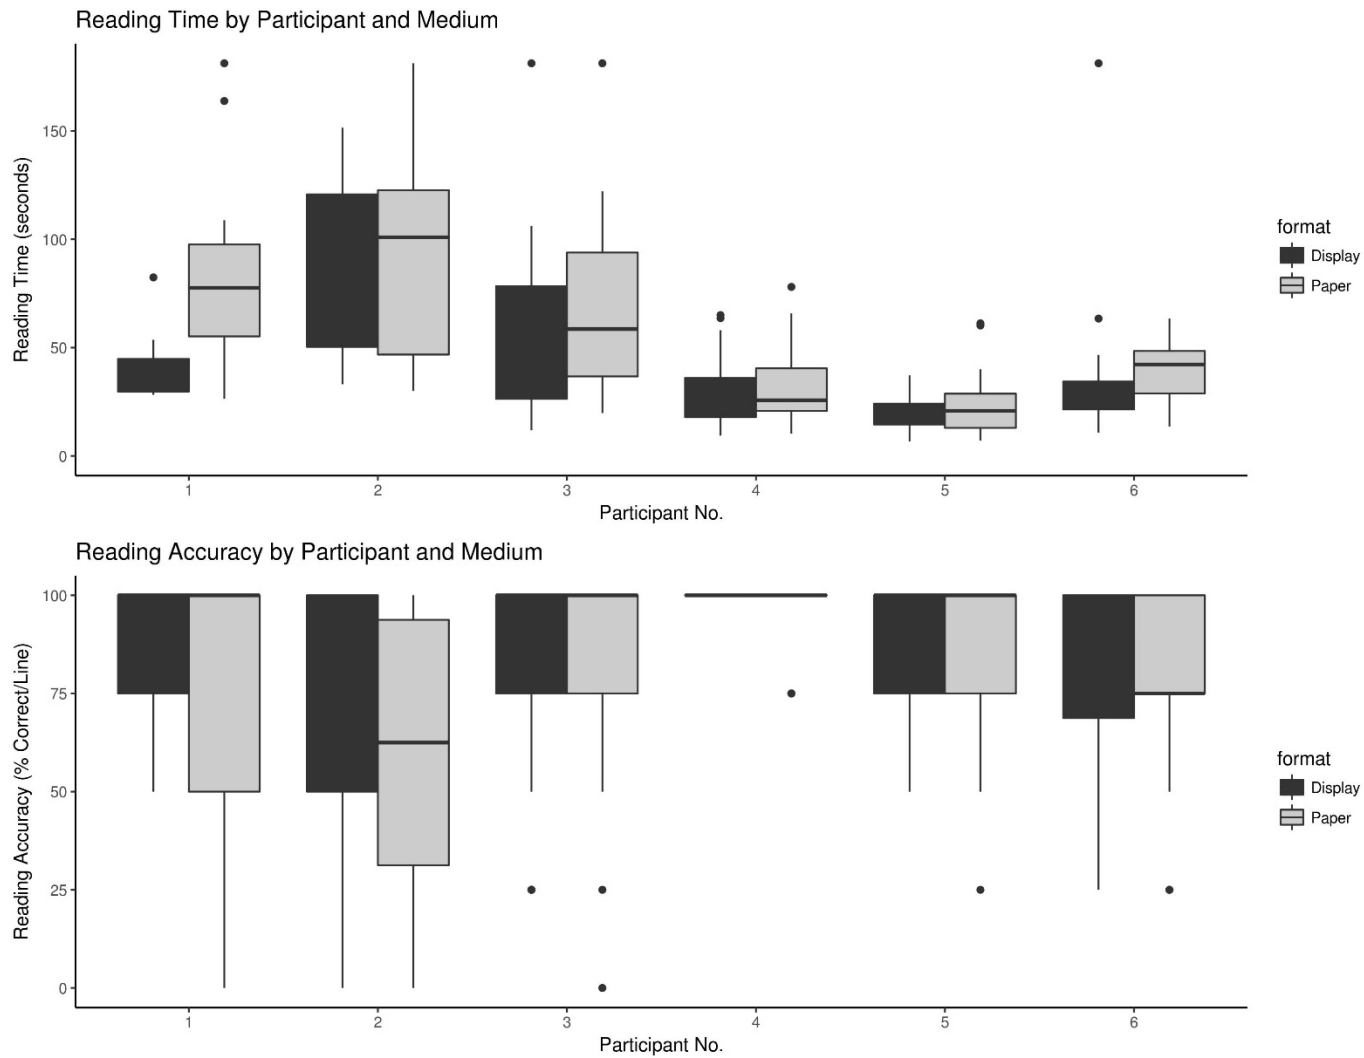 Reading Time by Participant and Medium
Reading Time (seconds)
150
100
50
0
1 2 3 4 5 6
Participant No.
format
Display
Paper
Reading Accuracy by Participant and Medium
Reading Accuracy (% Correct/Line)
100
75
50
25
0
1 2 3 4 5 6
Participant No.
format
Display
Paper